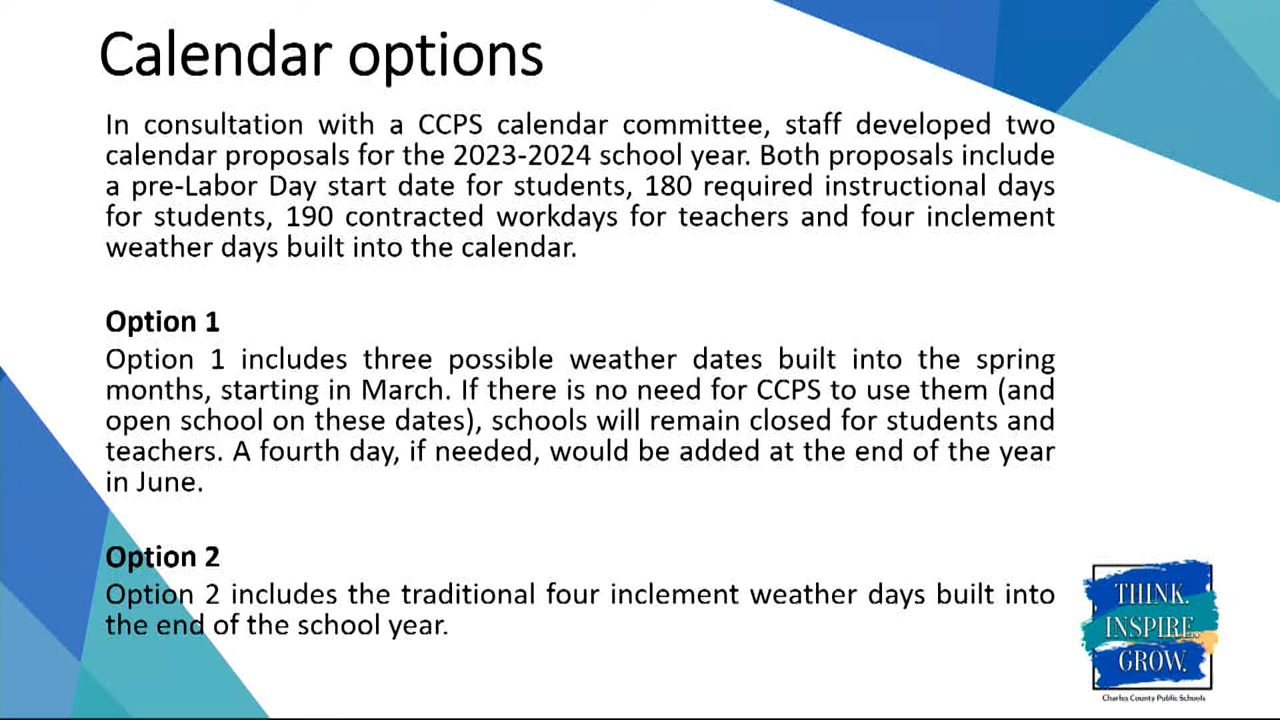 Calendar options
In consultation with a CCPS calendar committee, staff developed two
calendar proposals for the 2023-2024 school year. Both proposals include
a pre-Labor Day start date for students, 180 required instructional days
for students, 190 contracted workdays for teachers and four inclement
weather days built into the calendar.
Option 1
Option 1 includes three possible weather dates built into the spring
months, starting in March. If there is no need for CCPS to use them (and
open school on these dates), schools will remain closed for students and
teachers. A fourth day, if needed, would be added at the end of the year
in June.
Option 2
Option 2 includes the traditional four inclement weather days built into
the end of the school year.
THINK.
INSPIRE.
GROW.
Charles County Public Schools